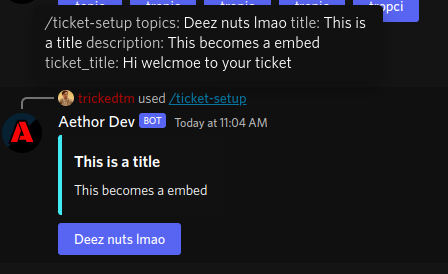 /ticket-setup topics: Deez nuts lmao title: This is
a title description: This becomes a embed
ticket_title: Hi welcmoe to your ticket
trickedtm used /ticket-setup
Aethor Dev BOT Today at 11:04 AM
This is a title
This becomes a embed
Deez nuts lmao